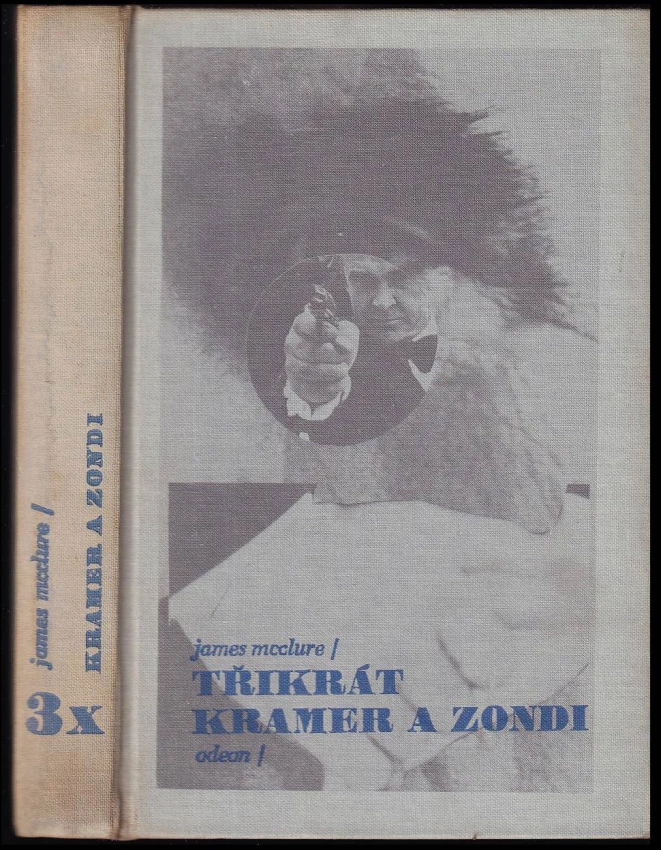 james mcclure /
KRAMER A ZONDI
3x
james mcclure /
TŘIKRÁT
KRAMER A ZONDI
odeon /